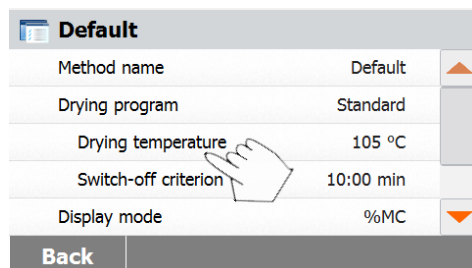 Default
Method name Default
Drying program Standard
Drying temperature 105 °C
Switch-off criterion 10:00 min
Display mode %MC
Back